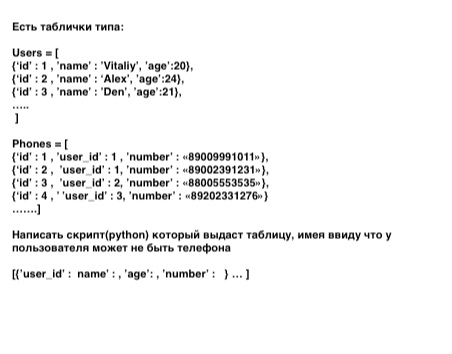 Есть таблички типа:
Users = [
{'id' : 1 , 'name' : 'Vitaliy', 'age':20},
{'id' : 2 , 'name' : 'Alex', 'age':24},
{'id' : 3 , 'name' : 'Den', 'age':21},
.....
]
Phones = [
{'id' : 1 , 'user_id' : 1 , 'number' : «89009991011»},
{'id' : 2 , 'user_id' : 1, 'number' : «89002391231»},
{'id' : 3 , 'user_id' : 2, 'number' : «88005553535»},
{'id' : 4 , ' 'user_id' : 3, 'number' : «89202331276»}
.......]
Написать скрипт(python) который выдаст таблицу, имея ввиду что у
пользователя может не быть телефона
[{'user_id' : name' : , 'age': , 'number' : } ... ]